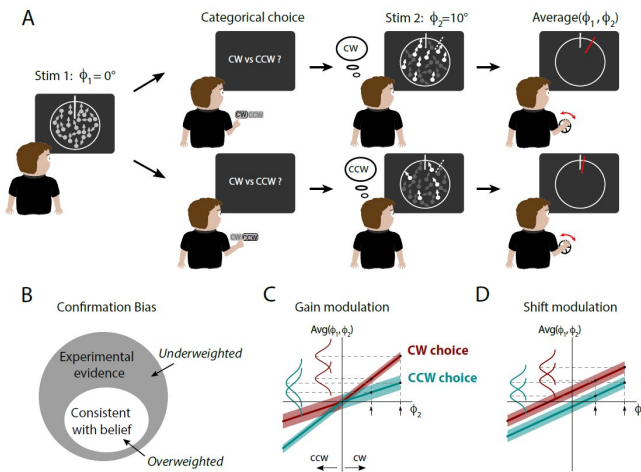 A
Categorical choice
Stim 2: ϕ2=10°
Average(ϕ1, ϕ2)
Stim 1: ϕ1= 0°
CW vs CCW ?
CW
CW CCW
CW vs CCW ?
CCW
CW CCW
B
Confirmation Bias
Experimental
evidence
Underweighted
Consistent
with belief
Overweighted
C
Gain modulation
Avg(ϕ1, ϕ2)
CW choice
CCW choice
ϕ2
CCW
CW
D
Shift modulation
Avg(ϕ1, ϕ2)